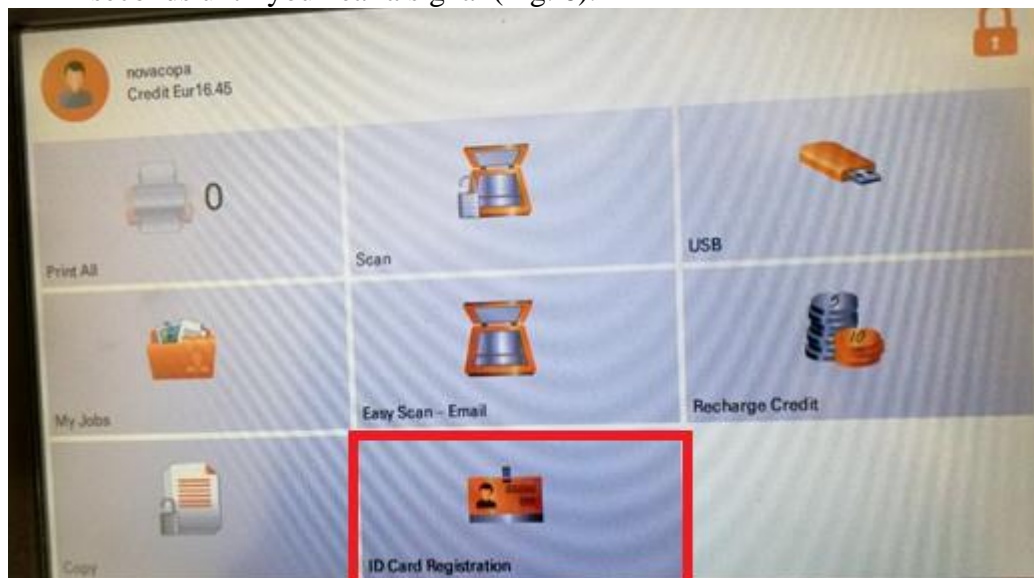 novacopa
Credit Eur16.45
0
Print All
Scan
USB
My Jobs
Easy Scan - Email
5
10
Recharge Credit
Copy
ID Card Registration